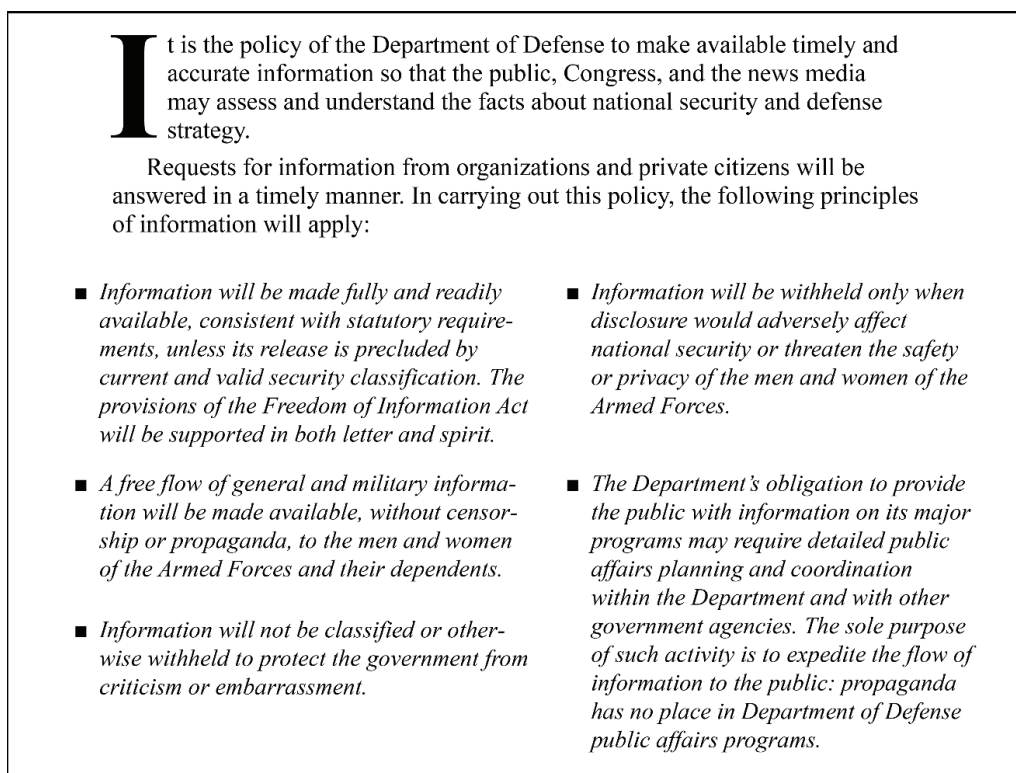 It is the policy of the Department of Defense to make available timely and
accurate information so that the public, Congress, and the news media
may assess and understand the facts about national security and defense
strategy.
Requests for information from organizations and private citizens will be
answered in a timely manner. In carrying out this policy, the following principles
of information will apply:
■ Information will be made fully and readily
available, consistent with statutory require-
ments, unless its release is precluded by
current and valid security classification. The
provisions of the Freedom of Information Act
will be supported in both letter and spirit.
■ A free flow of general and military informa-
tion will be made available, without censor-
ship or propaganda, to the men and women
of the Armed Forces and their dependents.
■ Information will not be classified or other-
wise withheld to protect the government from
criticism or embarrassment.
■ Information will be withheld only when
disclosure would adversely affect
national security or threaten the safety
or privacy of the men and women of the
Armed Forces.
■ The Department's obligation to provide
the public with information on its major
programs may require detailed public
affairs planning and coordination
within the Department and with other
government agencies. The sole purpose
of such activity is to expedite the flow of
information to the public: propaganda
has no place in Department of Defense
public affairs programs.